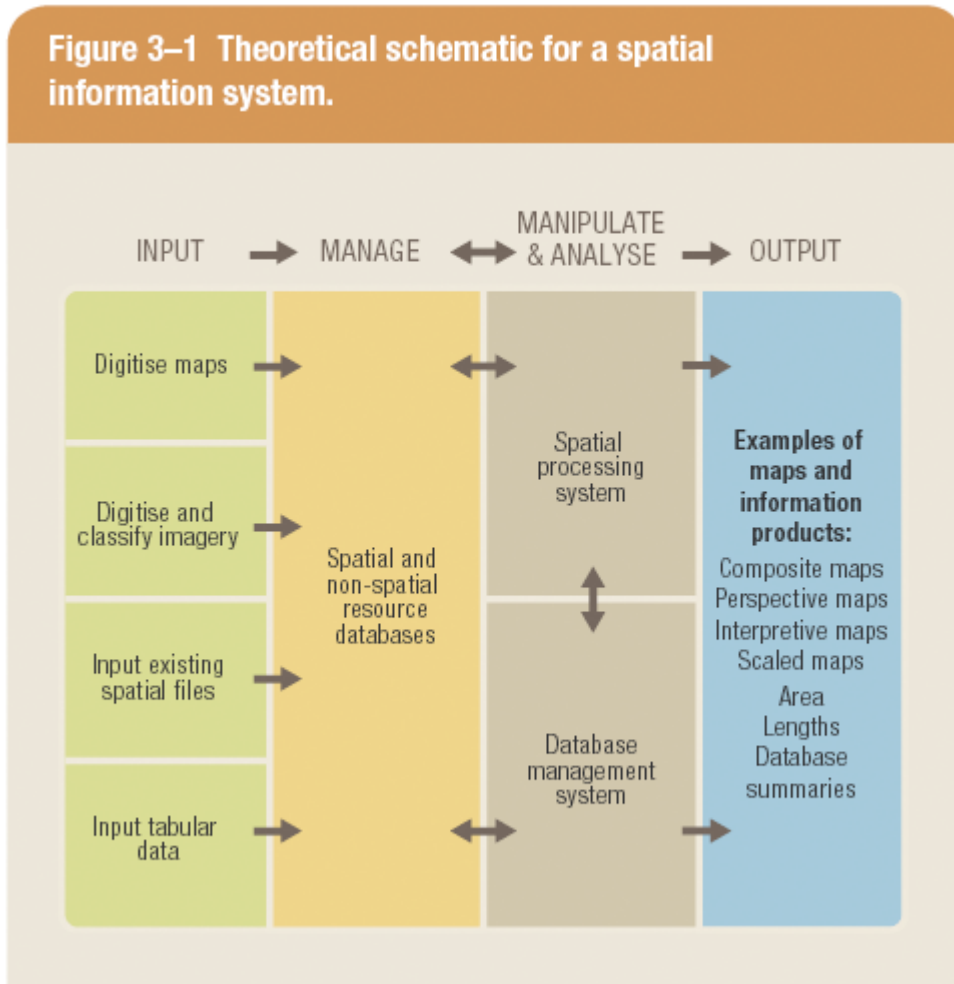 Figure 3–1 Theoretical schematic for a spatial
information system.
INPUT
MANAGE
MANIPULATE
& ANALYSE
OUTPUT
Digitise maps
Digitise and
classify imagery
Input existing
spatial files
Input tabular
data
Spatial and
non-spatial
resource
databases
Spatial
processing
system
Database
management
system
Examples of
maps and
information
products:
Composite maps
Perspective maps
Interpretive maps
Scaled maps
Area
Lengths
Database
summaries